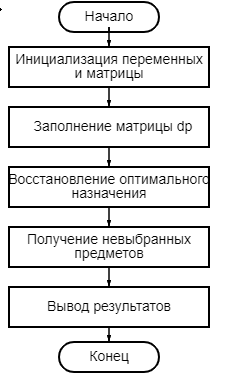 Начало
Инициализация переменных
и матрицы
Заполнение матрицы dp
Восстановление оптимального
назначения
Получение невыбранных
предметов
Вывод результатов
Конец